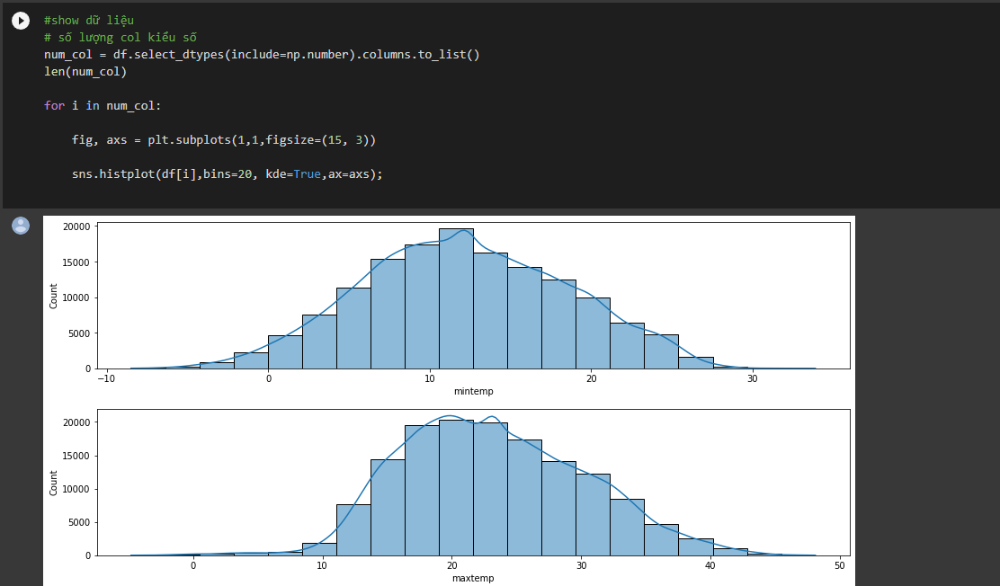 #show dữ liệu
# số lượng col kiểu số
num_col = df.select_dtypes(include=np.number).columns.to_list()
len(num_col)
for i in num_col:
fig, axs = plt.subplots(1,1,figsize=(15, 3))
sns.histplot(df[i],bins=20, kde=True,ax=axs);
20000
15000
10000
5000
0
Count
−10 0 10 20 30
mintemp
20000
15000
10000
5000
0
Count
0 10 20 30 40 50
maxtemp